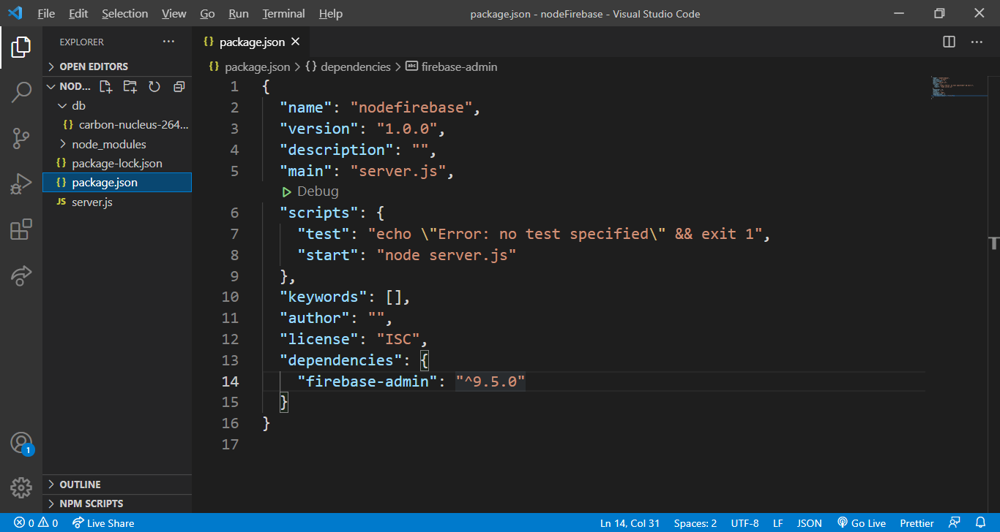 File Edit Selection View Go Run Terminal Help package.json - nodeFirebase - Visual Studio Code
EXPLORER ···
OPEN EDITORS
NOD...
db
{} carbon-nucleus-264...
node_modules
{} package-lock.json
{} package.json
JS server.js
OUTLINE
NPM SCRIPTS
1
{} package.json
{} package.json > {} dependencies > abc firebase-admin
1 {
2 "name": "nodefirebase",
3 "version": "1.0.0",
4 "description": "",
5 "main": "server.js",
Debug
6 "scripts": {
7 "test": "echo \"Error: no test specified\" && exit 1",
8 "start": "node server.js"
9 },
10 "keywords": [],
11 "author": "",
12 "license": "ISC",
13 "dependencies": {
14 "firebase-admin": "^9.5.0"
15 }
16 }
17
T
0 0 Live Share Ln 14, Col 31 Spaces: 2 UTF-8 LF JSON Go Live Prettier